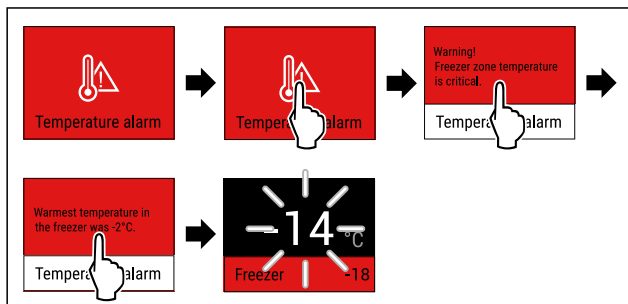 Temperature alarm
Temper alarm
Warning!
Freezer zone temperature
is critical.
Tempera alarm
Warmest temperature in
the freezer was -2°C.
Temper alarm
-14 °C
Freezer -18